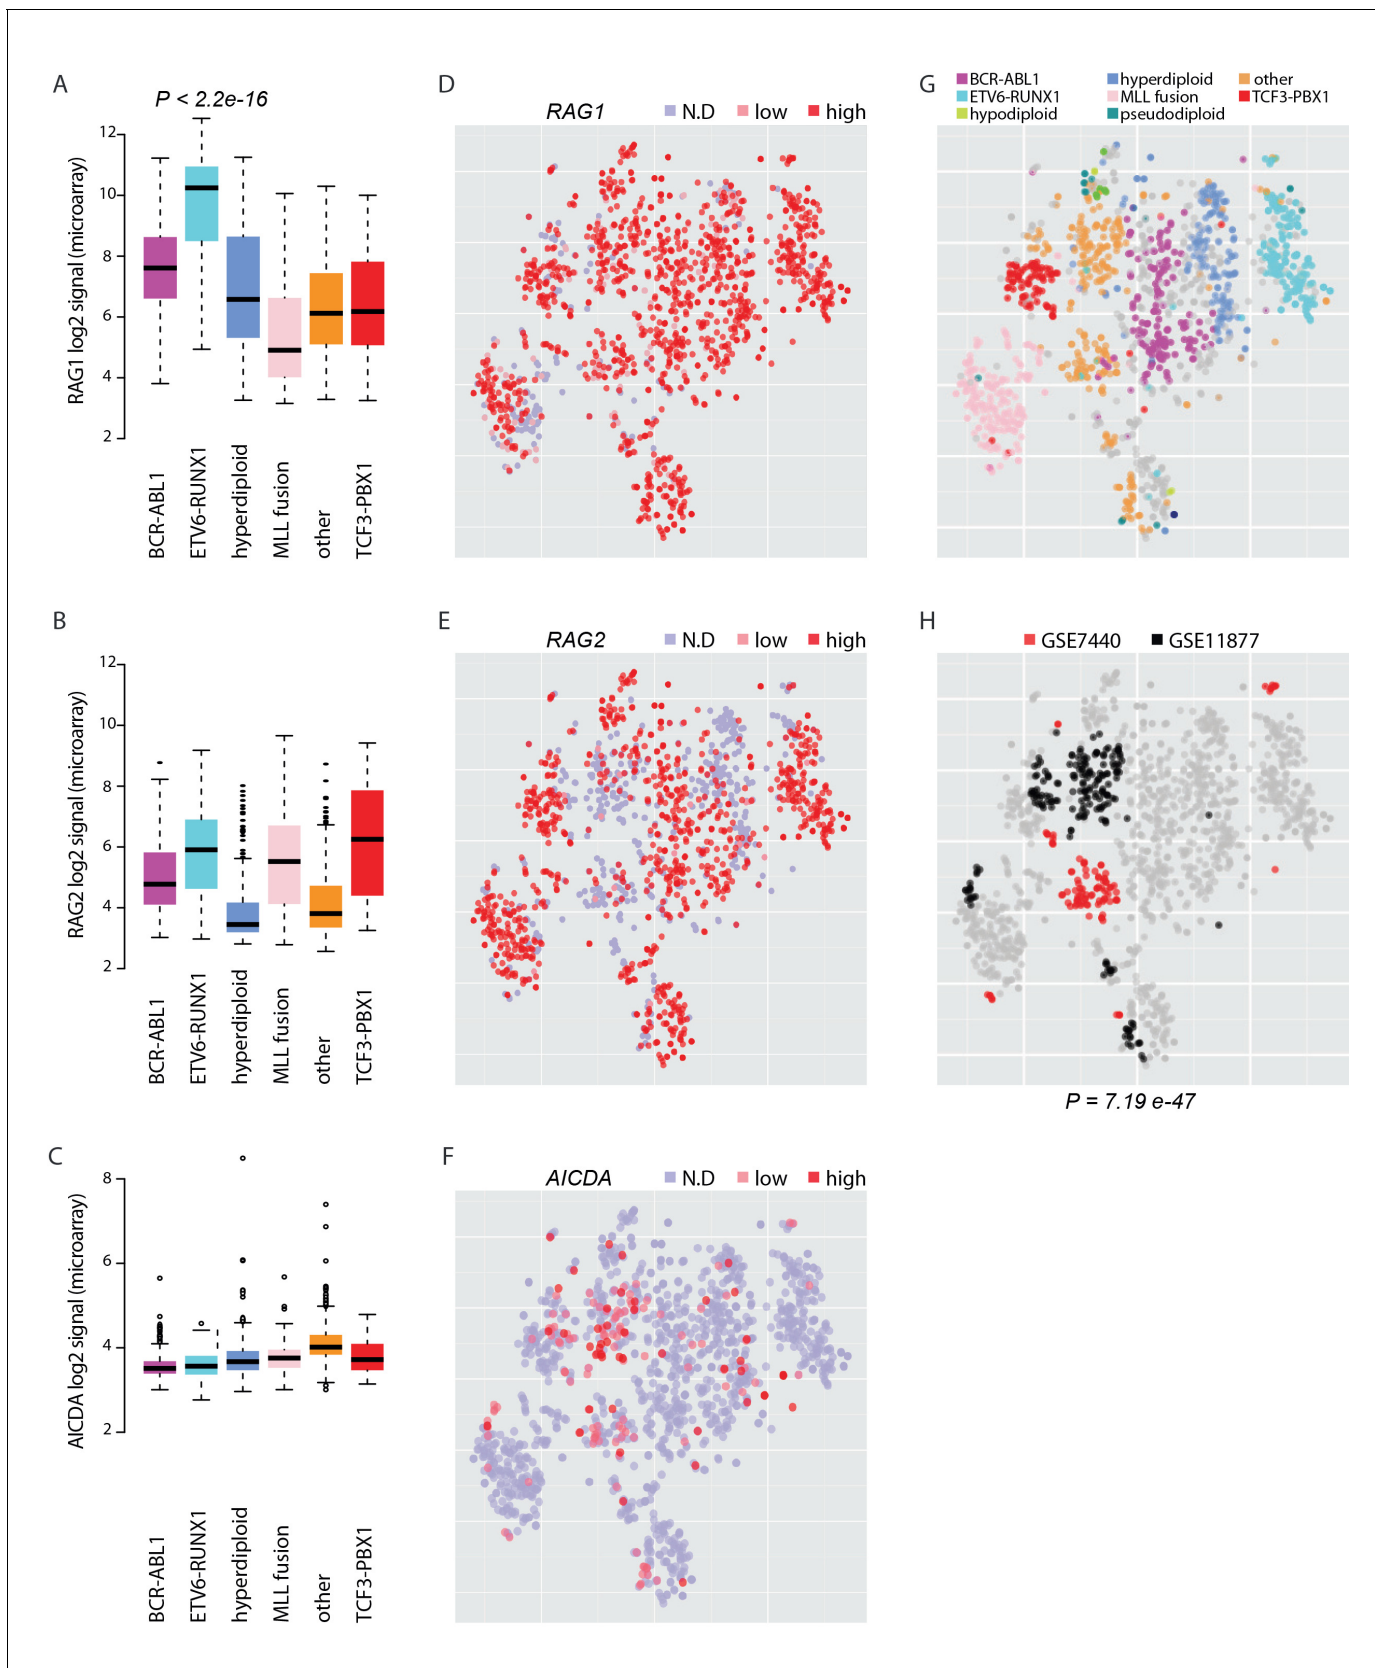 A
P < 2.2e-16
RAG1 log2 signal (microarray)
12
10
8
6
4
2
BCR-ABL1
ETV6-RUNX1
hyperdiploid
MLL fusion
other
TCF3-PBX1
D
RAG1 N.D low high
G
BCR-ABL1 hyperdiploid other
ETV6-RUNX1 MLL fusion TCF3-PBX1
hypodiploid pseudodiploid
B
RAG2 log2 signal (microarray)
12
10
8
6
4
2
BCR-ABL1
ETV6-RUNX1
hyperdiploid
MLL fusion
other
TCF3-PBX1
E
RAG2 N.D low high
H
GSE7440 GSE11877
P = 7.19 e-47
C
AICDA log2 signal (microarray)
8
6
4
2
BCR-ABL1
ETV6-RUNX1
hyperdiploid
MLL fusion
other
TCF3-PBX1
F
AICDA N.D low high